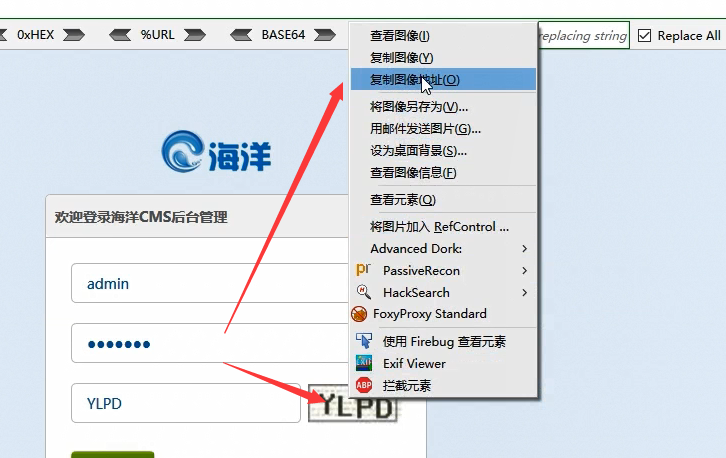 0xHEX %URL BASE64 replacing string Replace All
海洋
欢迎登录海洋CMS后台管理
admin
YLPD
YLPD
查看图像(I)
复制图像(Y)
复制图像地址(O)
将图像另存为(V)...
用邮件发送图片(G)...
设为桌面背景(S)...
查看图像信息(F)
查看元素(Q)
将图片加入 RefControl ...
Advanced Dork:
pr PassiveRecon
HackSearch
FoxyProxy Standard
使用 Firebug 查看元素
EXIF Exif Viewer
ABP 拦截元素